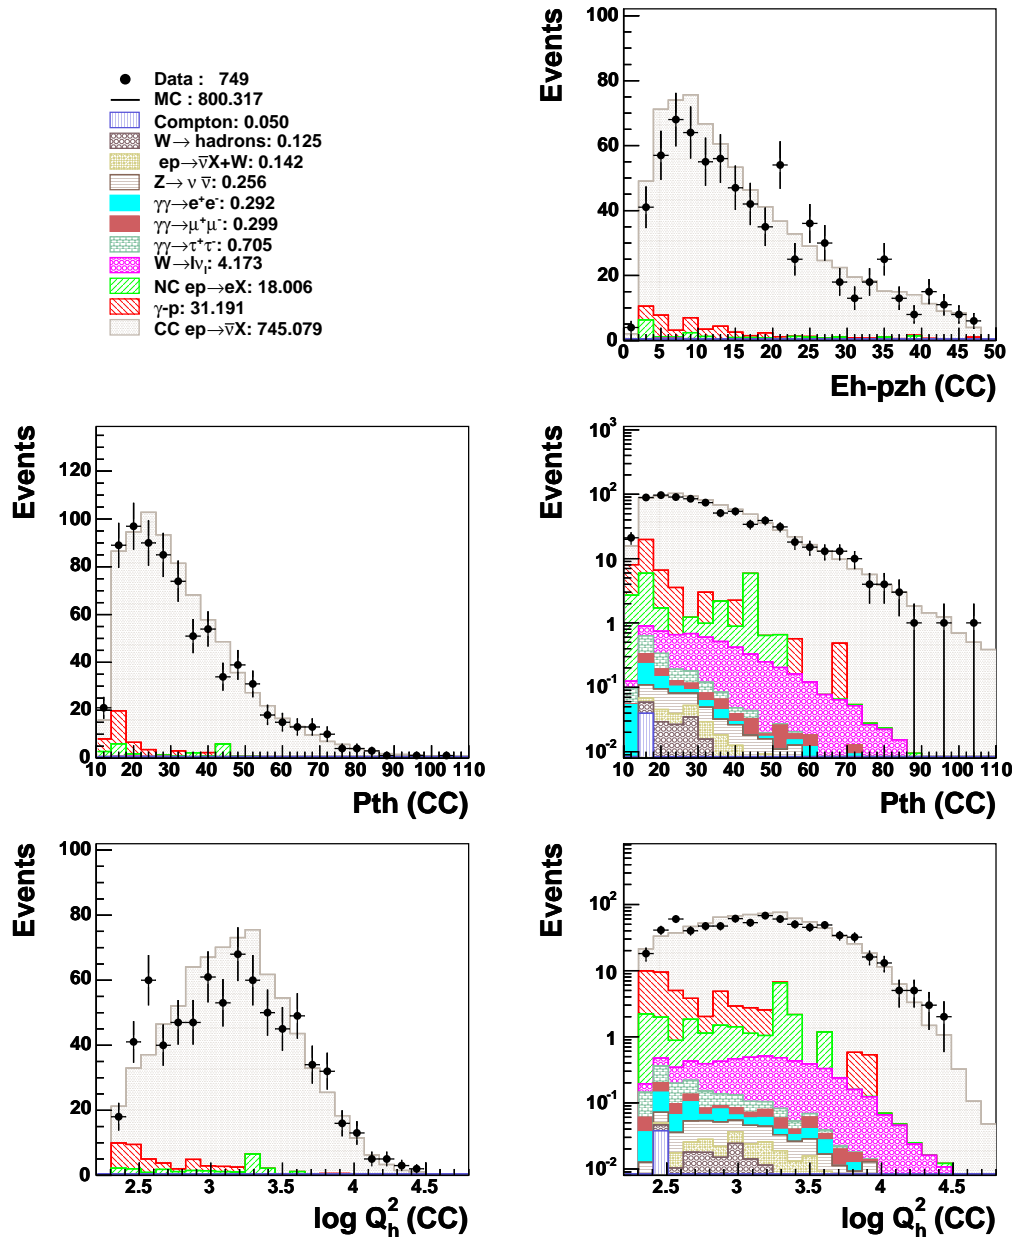 Data : 749
MC : 800.317
Compton: 0.050
W→ hadrons: 0.125
ep→ν̅X+W: 0.142
Z→ ν ν̅: 0.256
γγ→e⁺e⁻: 0.292
γγ→μ⁺μ⁻: 0.299
γγ→τ⁺τ⁻: 0.705
W→lνₗ: 4.173
NC ep→eX: 18.006
γ-p: 31.191
CC ep→ν̅X: 745.079
Events
100
80
60
40
20
0
0 5 10 15 20 25 30 35 40 45 50
Eh-pzh (CC)
Events
120
100
80
60
40
20
0
10 20 30 40 50 60 70 80 90 100 110
Pth (CC)
Events
10³
10²
10
1
10⁻¹
10⁻²
10 20 30 40 50 60 70 80 90 100 110
Pth (CC)
Events
100
80
60
40
20
0
2.5 3 3.5 4 4.5
log Q²ₕ (CC)
Events
10²
10
1
10⁻¹
10⁻²
2.5 3 3.5 4 4.5
log Q²ₕ (CC)